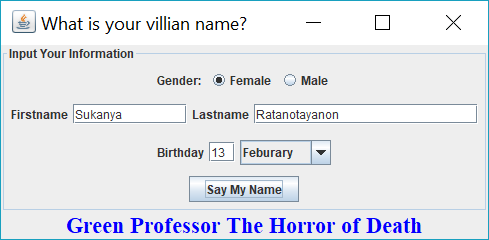 What is your villian name?
Input Your Information
Gender: Female Male
Firstname Sukanya Lastname Ratanotayanon
Birthday 13 Feburary
Say My Name
Green Professor The Horror of Death